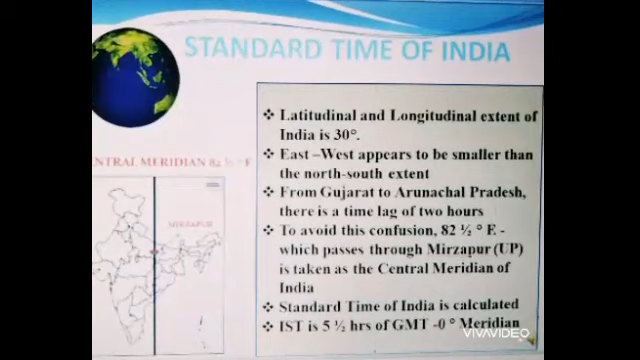 STANDARD TIME OF INDIA
❖ Latitudinal and Longitudinal extent of
India is 30°.
❖ East –West appears to be smaller than
the north-south extent
❖ From Gujarat to Arunachal Pradesh,
there is a time lag of two hours
❖ To avoid this confusion, 82 ½ ° E -
which passes through Mirzapur (UP)
is taken as the Central Meridian of
India
❖ Standard Time of India is calculated
❖ IST is 5 ½ hrs of GMT -0 ° Meridian
ENTRAL MERIDIAN 82 ½ ° E
MIRZAPUR
VIVAVIDEO